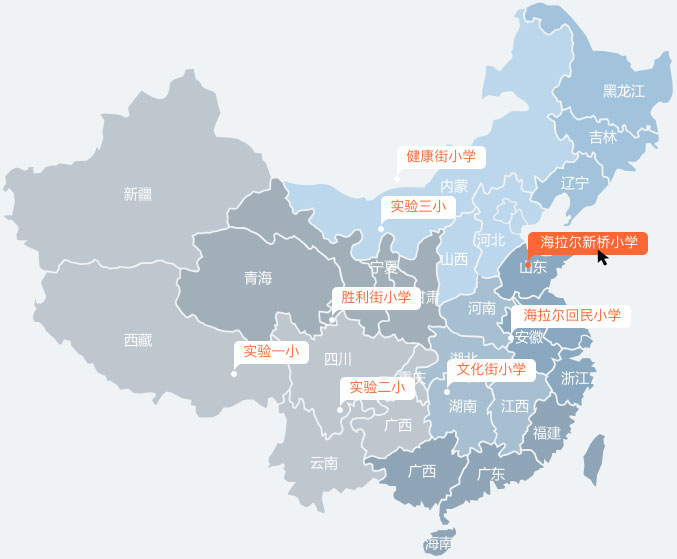 黑龙江
吉林
健康街小学
辽宁
内蒙
新疆
实验三小
河北
海拉尔新桥小学
山西
宁夏
山东
青海
胜利街小学
甘肃
河南
海拉尔回民小学
西藏
安徽
实验一小
四川
湖北
文化街小学
重庆
浙江
实验二小
湖南
江西
广西
福建
云南
广西
广东
海南